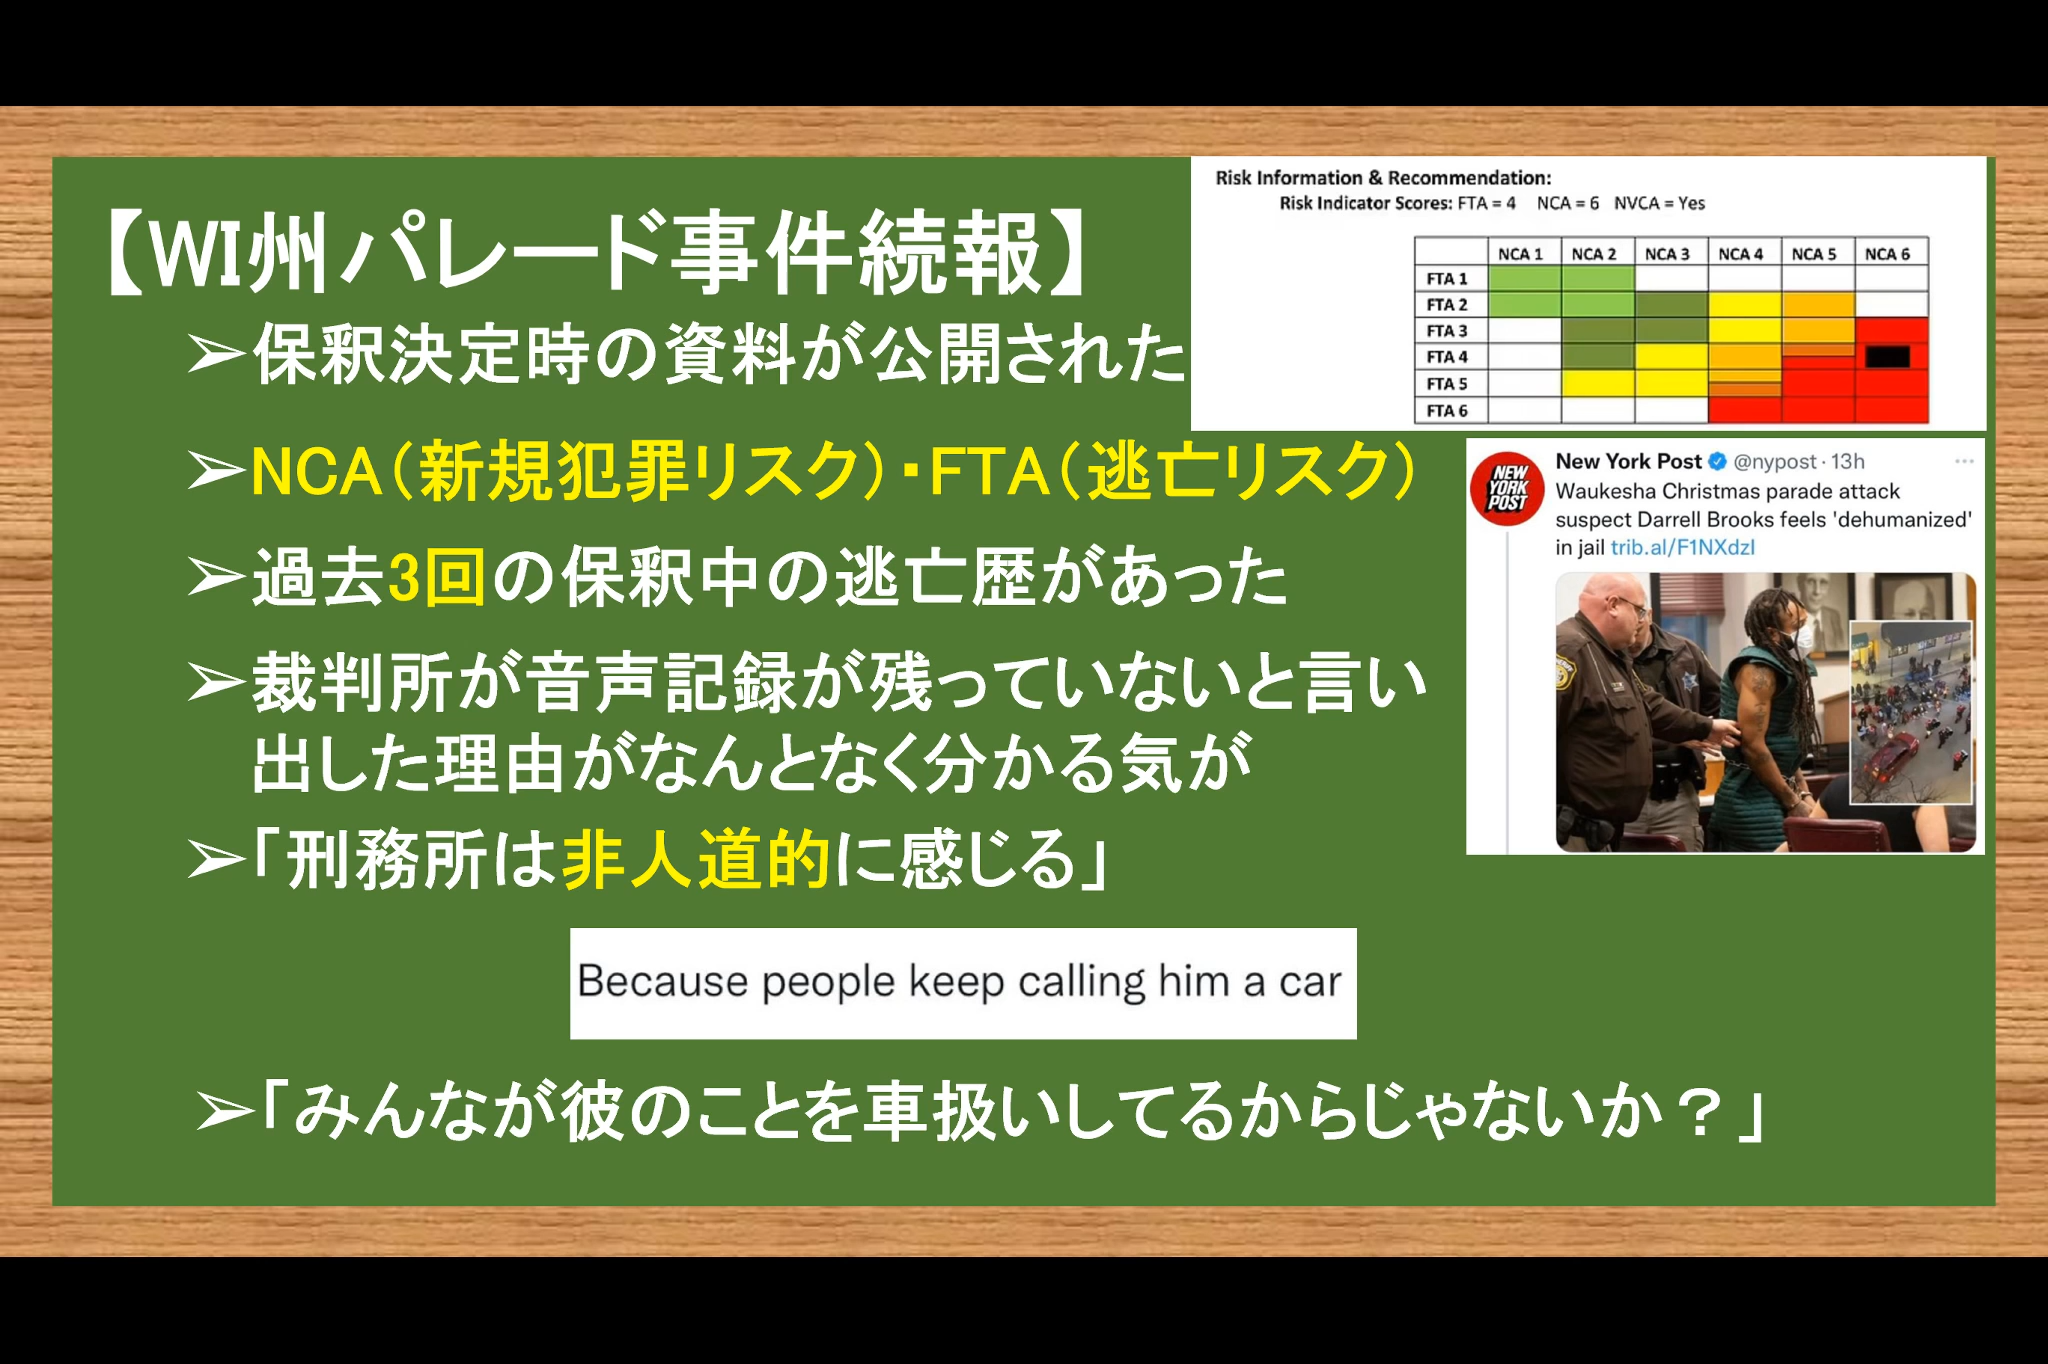 【WI州パレード事件続報】
➢保釈決定時の資料が公開された
➢NCA（新規犯罪リスク）・FTA（逃亡リスク）
➢過去3回の保釈中の逃亡歴があった
➢裁判所が音声記録が残っていないと言い
出した理由がなんとなく分かる気が
➢「刑務所は非人道的に感じる」
Because people keep calling him a car
➢「みんなが彼のことを車扱いしてるからじゃないか？」
Risk Information & Recommendation:
Risk Indicator Scores: FTA = 4 NCA = 6 NVCA = Yes
NCA 1 NCA 2 NCA 3 NCA 4 NCA 5 NCA 6
FTA 1
FTA 2
FTA 3
FTA 4
FTA 5
FTA 6
NEW
YORK
POST
New York Post @nypost · 13h
Waukesha Christmas parade attack
suspect Darrell Brooks feels 'dehumanized'
in jail trib.al/F1NXdzI